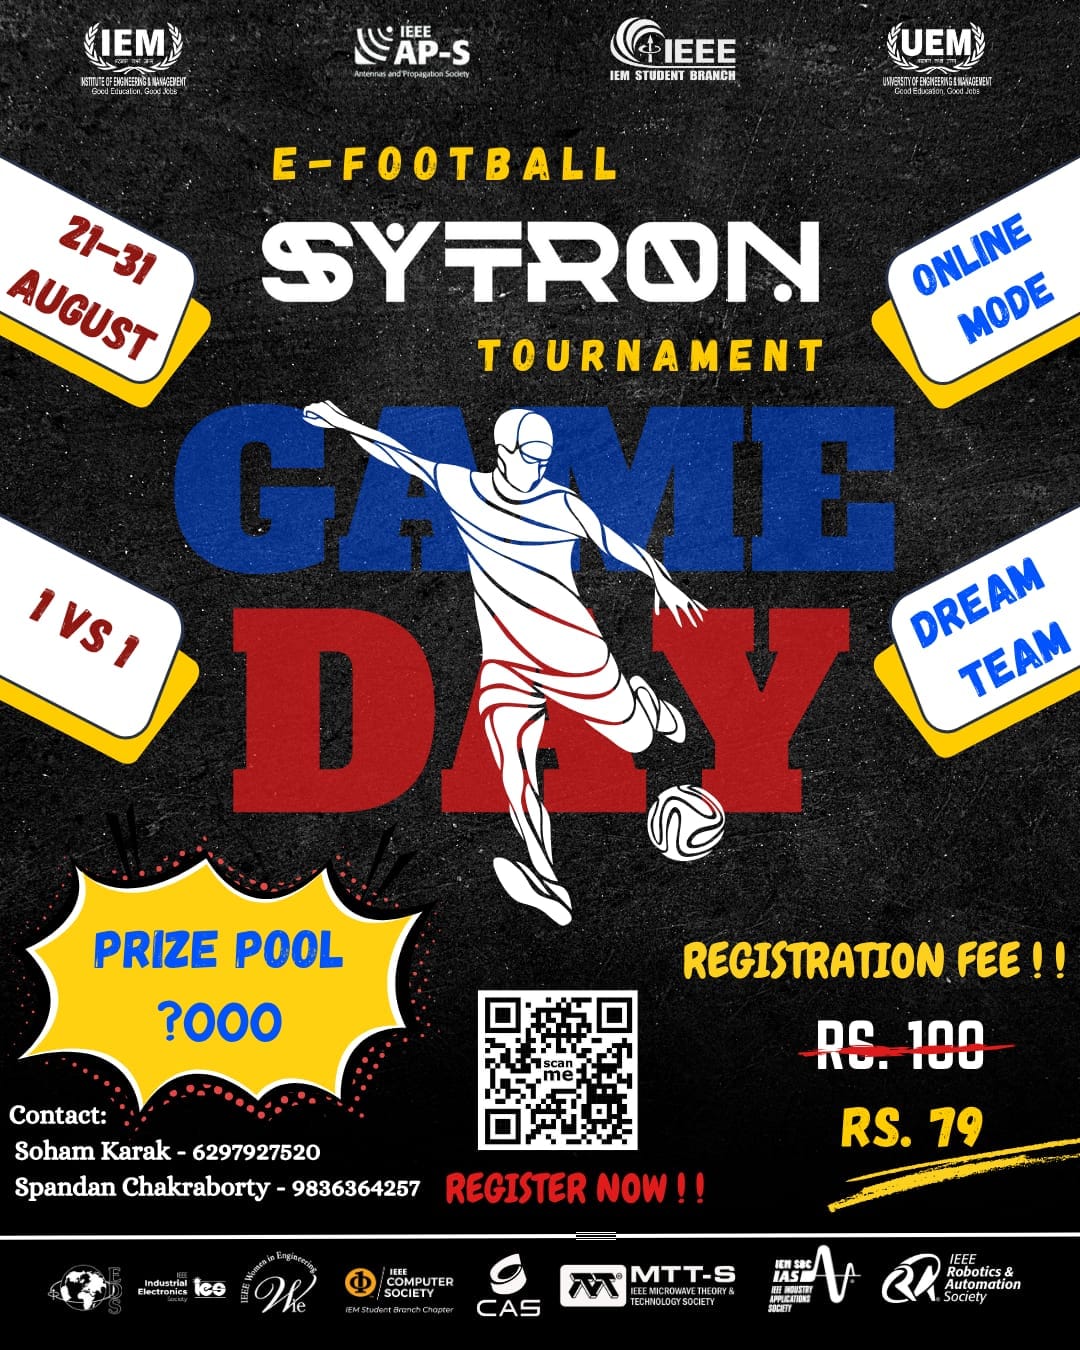 IEM
INSTITUTE OF ENGINEERING & MANAGEMENT
Good Education, Good Jobs
IEEE
AP-S
Antennas and Propagation Society
IEEE
IEM STUDENT BRANCH
UEM
UNIVERSITY OF ENGINEERING & MANAGEMENT
Good Education, Good Jobs
E-FOOTBALL
SYTRON
TOURNAMENT
21-31
AUGUST
ONLINE
MODE
GAME
DAY
1 VS 1
DREAM
TEAM
PRIZE POOL
?000
REGISTRATION FEE ! !
RS. 100
RS. 79
scan
me
REGISTER NOW ! !
Contact:
Soham Karak - 6297927520
Spandan Chakraborty - 9836364257
EDS
IEEE
Industrial
Electronics
Society
ies
IEEE Women in Engineering
WIe
IEEE
COMPUTER
SOCIETY
IEM Student Branch Chapter
CAS
MTT-S
IEEE MICROWAVE THEORY &
TECHNOLOGY SOCIETY
IEM SBC
IAS
IEEE INDUSTRY
APPLICATIONS
SOCIETY
IEEE
Robotics &
Automation
Society